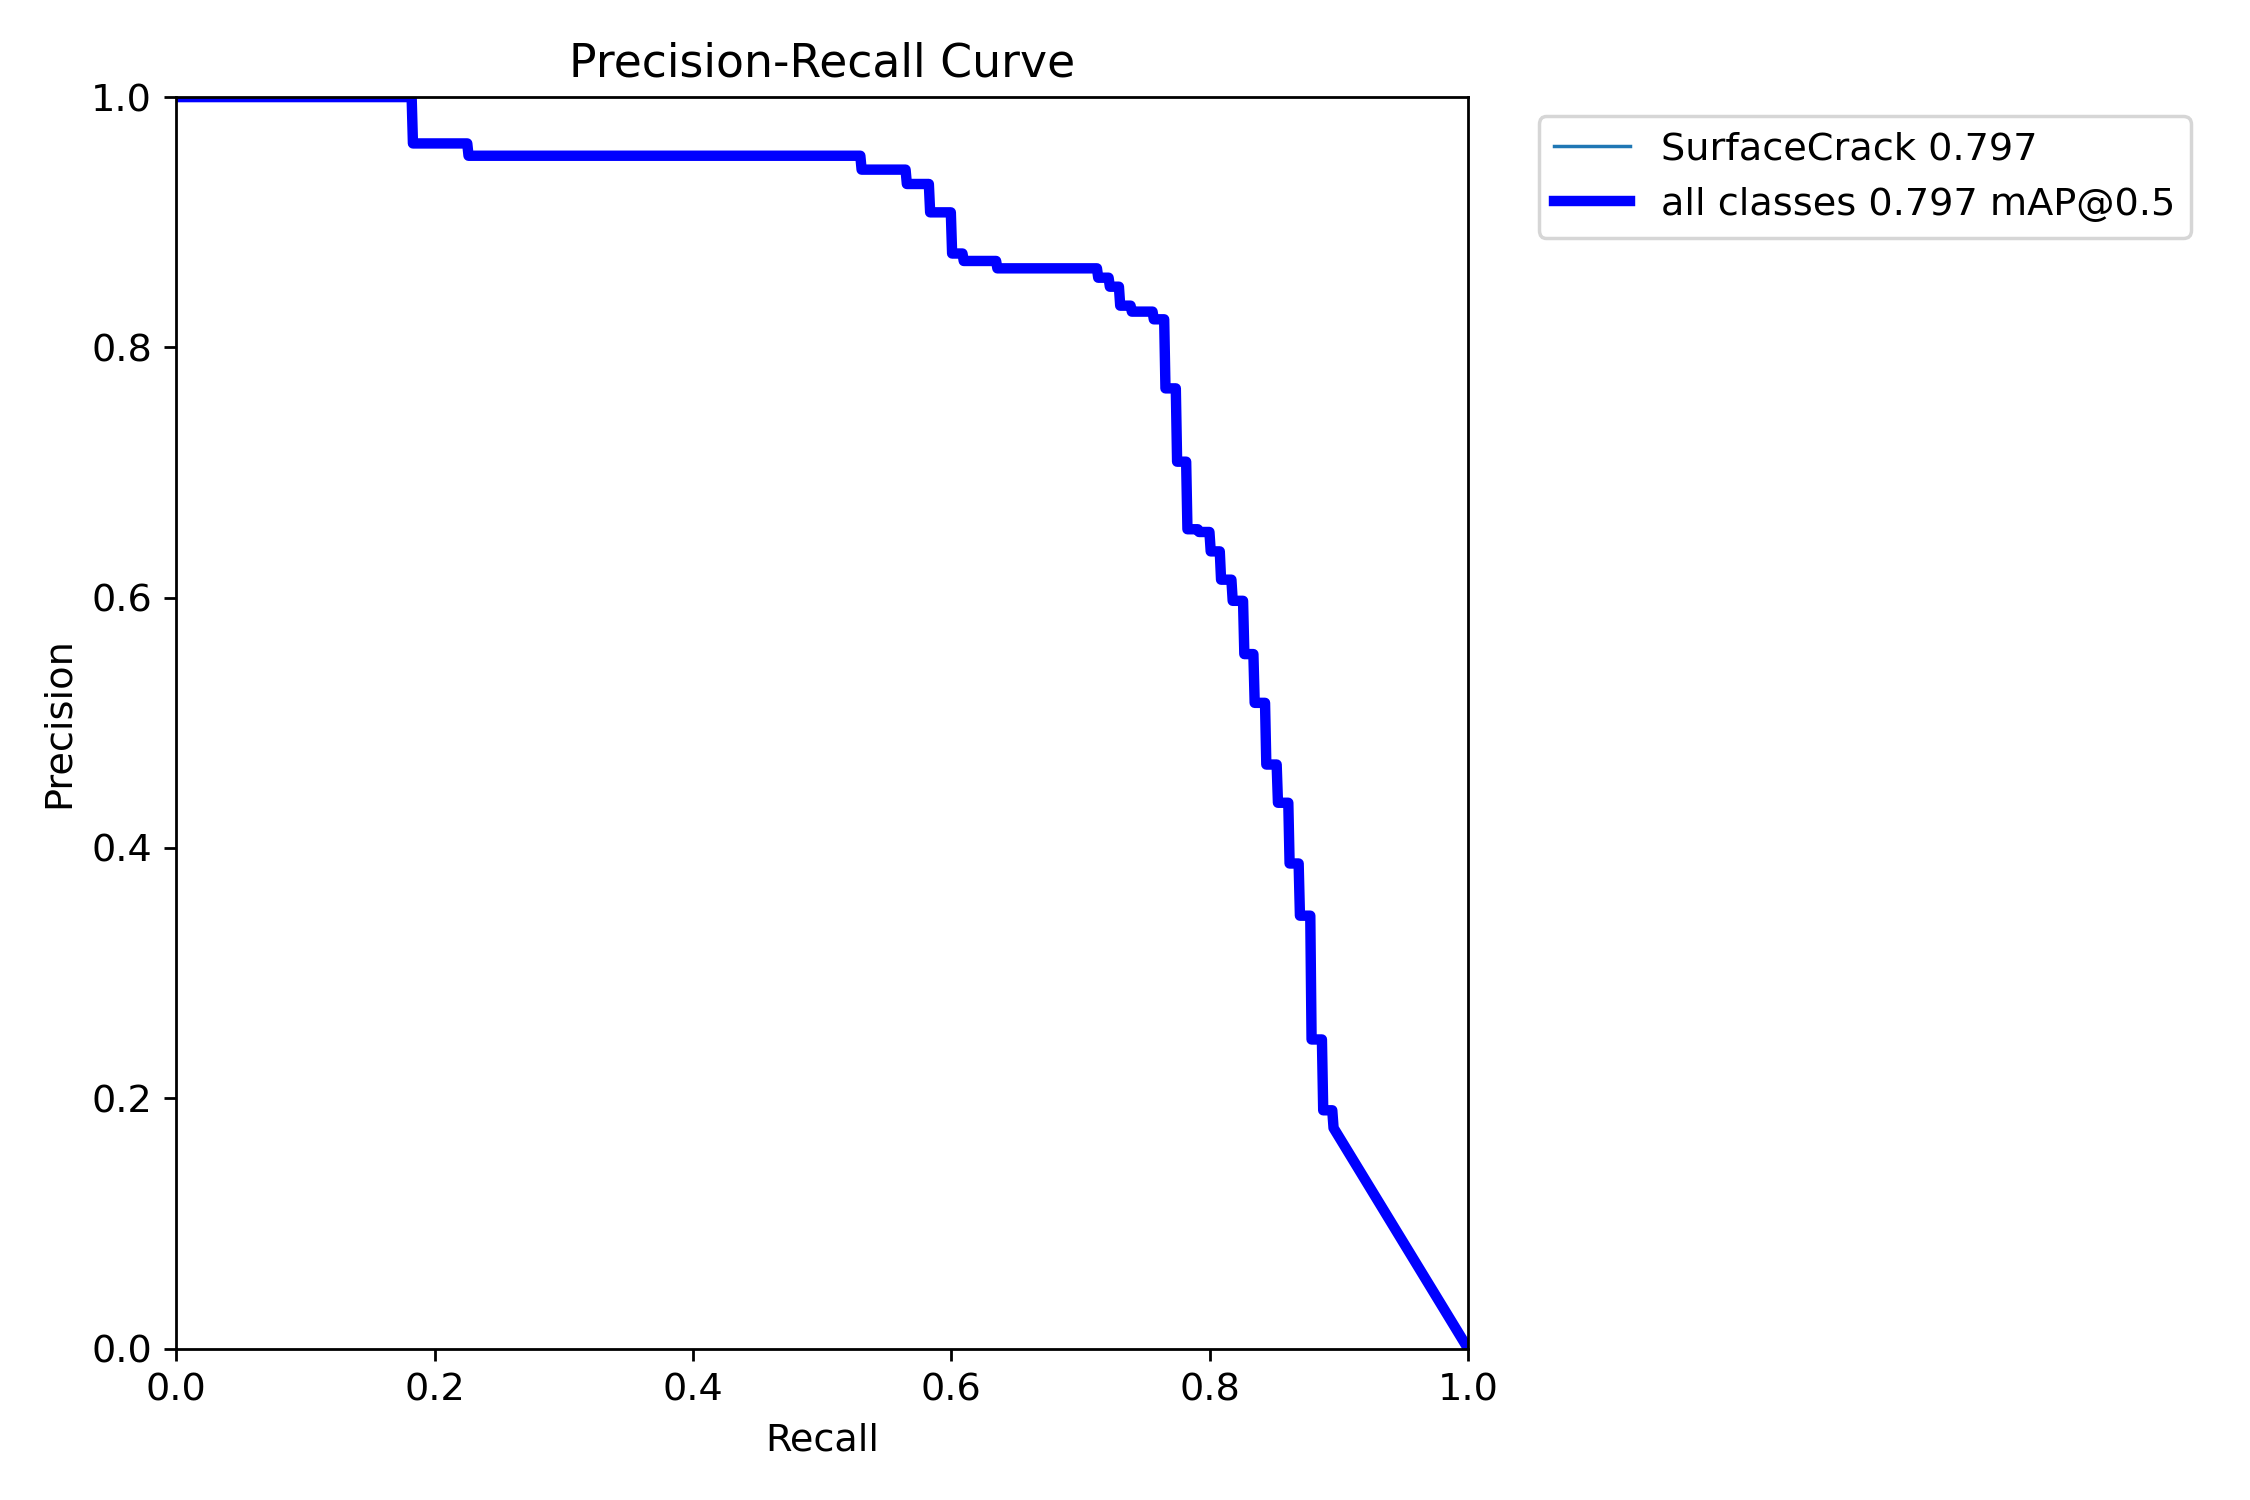 Precision-Recall Curve
1.0
0.8
0.6
0.4
0.2
0.0
Precision
0.0 0.2 0.4 0.6 0.8 1.0
Recall
SurfaceCrack 0.797
all classes 0.797 mAP@0.5